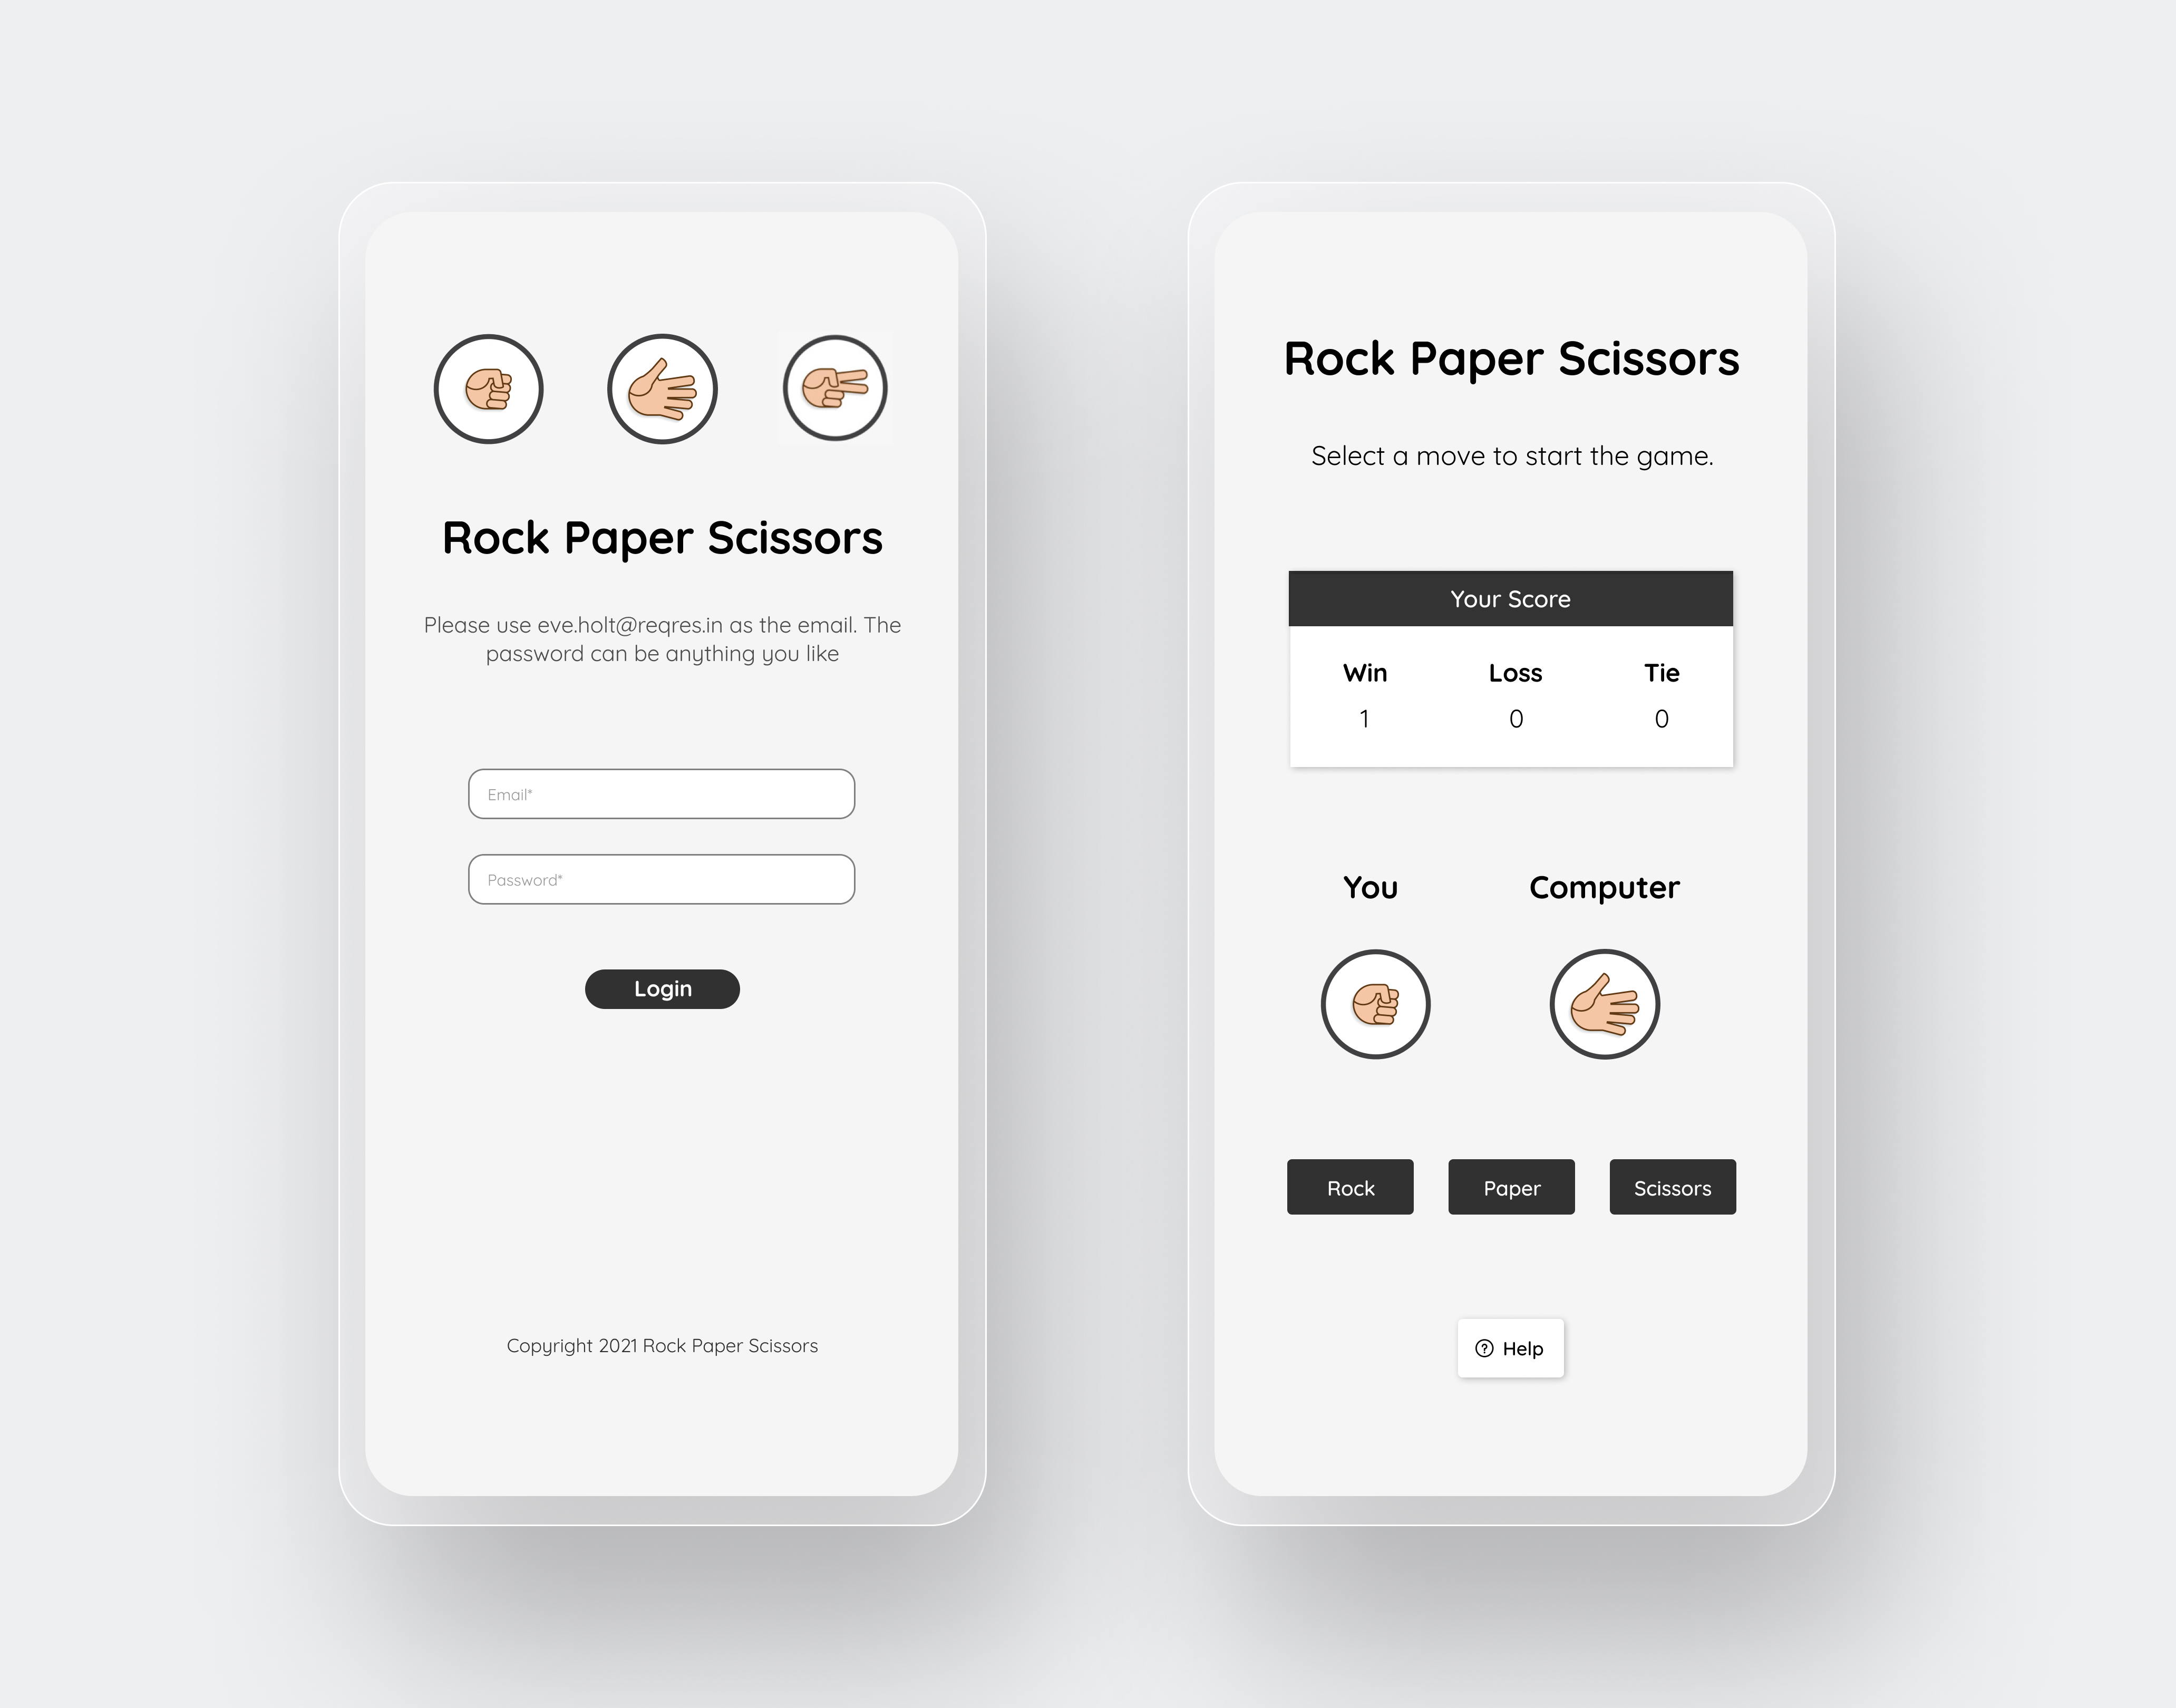 Rock Paper Scissors
Please use eve.holt@reqres.in as the email. The
password can be anything you like
Email*
Password*
Login
Copyright 2021 Rock Paper Scissors
Rock Paper Scissors
Select a move to start the game.
Your Score
Win Loss Tie
1 0 0
You Computer
Rock Paper Scissors
? Help